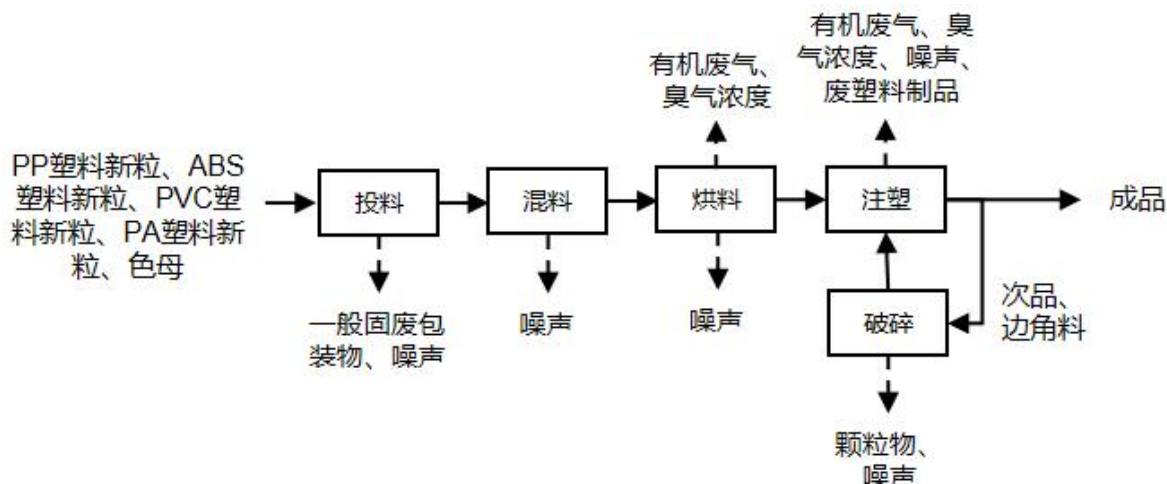 有机废气、
臭气浓度
有机废气、臭
气浓度、噪声、
废塑料制品
PP塑料新粒、ABS
塑料新粒、PVC塑
料新粒、PA塑料新
粒、色母
投料
混料
烘料
注塑
成品
一般固废包
装物、噪声
噪声
噪声
破碎
次品、
边角料
颗粒物、
噪声